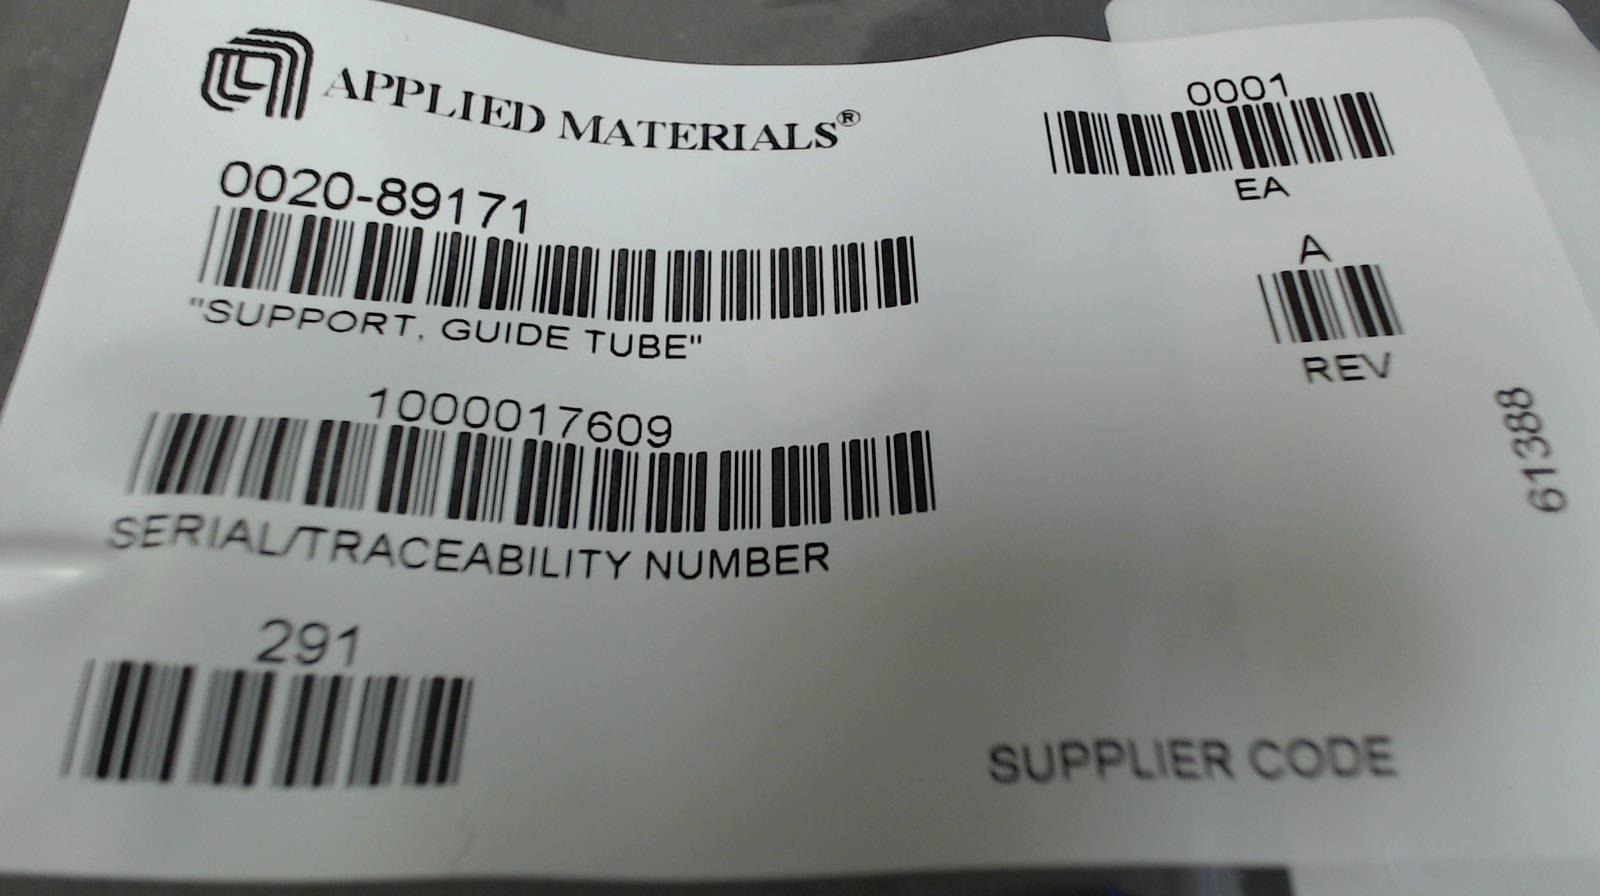 APPLIED MATERIALS®
0020-89171
"SUPPORT, GUIDE TUBE"
1000017609
SERIAL/TRACEABILITY NUMBER
291
0001
EA
A
REV
61388
SUPPLIER CODE